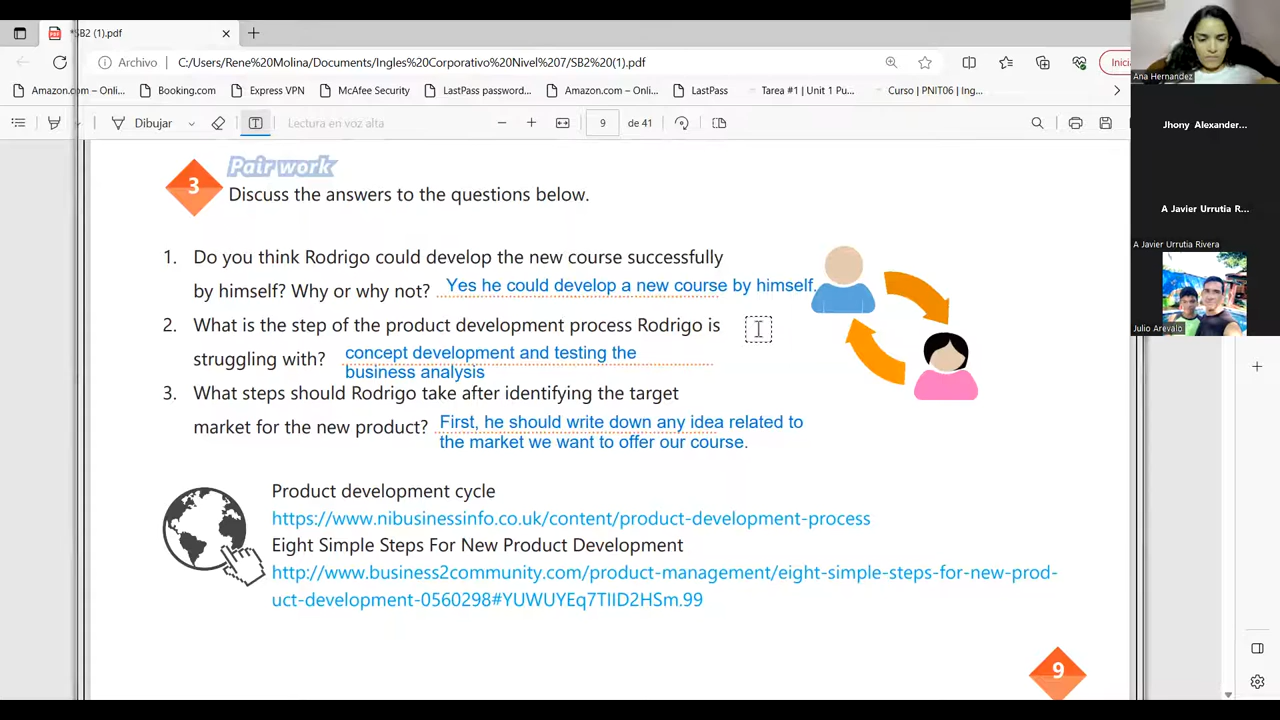 *SB2 (1).pdf
Archivo
C:/Users/Rene%20Molina/Documents/Ingles%20Corporativo%20Nivel%207/SB2%20(1).pdf
Inicia
Amazon.com – Onli...
Booking.com
Express VPN
McAfee Security
LastPass password...
Amazon.com – Onli...
LastPass
Tarea #1 | Unit 1 Pu...
Curso | PNIT06 | Ing...
Dibujar
Lectura en voz alta
9
de 41
Ana Hernandez
Jhony Alexander...
A Javier Urrutia R...
A Javier Urrutia Rivera
Julio Arevalo
Pair work
3
Discuss the answers to the questions below.
1. Do you think Rodrigo could develop the new course successfully
by himself? Why or why not? Yes he could develop a new course by himself.
2. What is the step of the product development process Rodrigo is
struggling with? concept development and testing the
business analysis
3. What steps should Rodrigo take after identifying the target
market for the new product? First, he should write down any idea related to
the market we want to offer our course.
Product development cycle
https://www.nibusinessinfo.co.uk/content/product-development-process
Eight Simple Steps For New Product Development
http://www.business2community.com/product-management/eight-simple-steps-for-new-prod-
uct-development-0560298#YUWUYEq7TIID2HSm.99
9